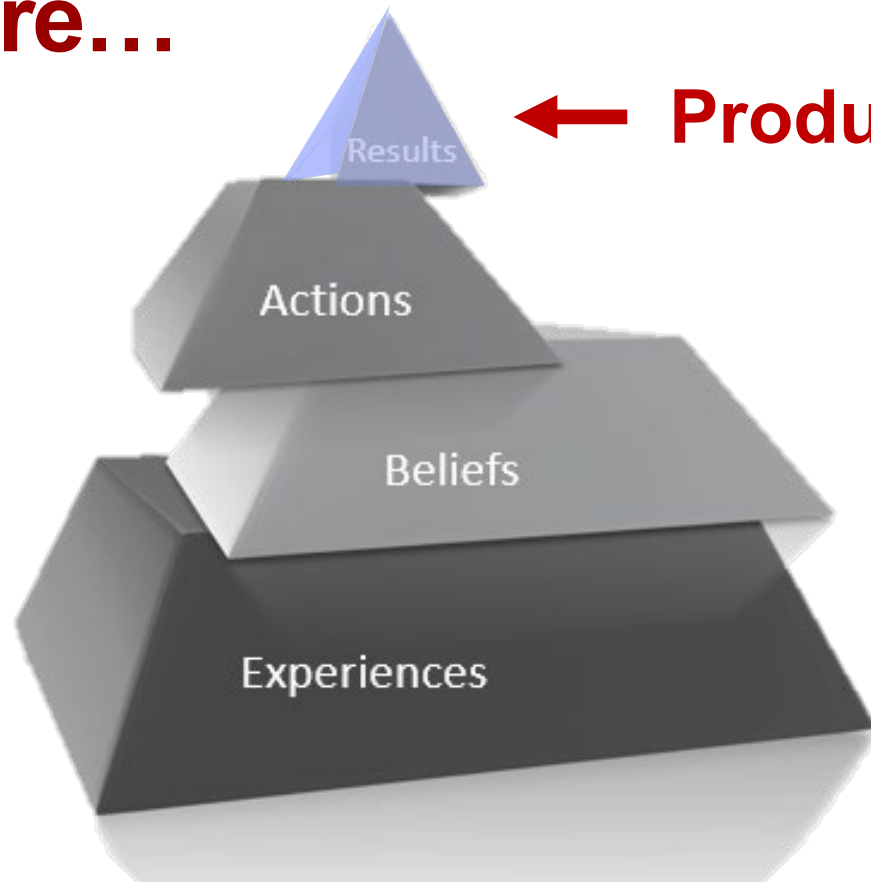 re...
Produ
Results
Actions
Beliefs
Experiences